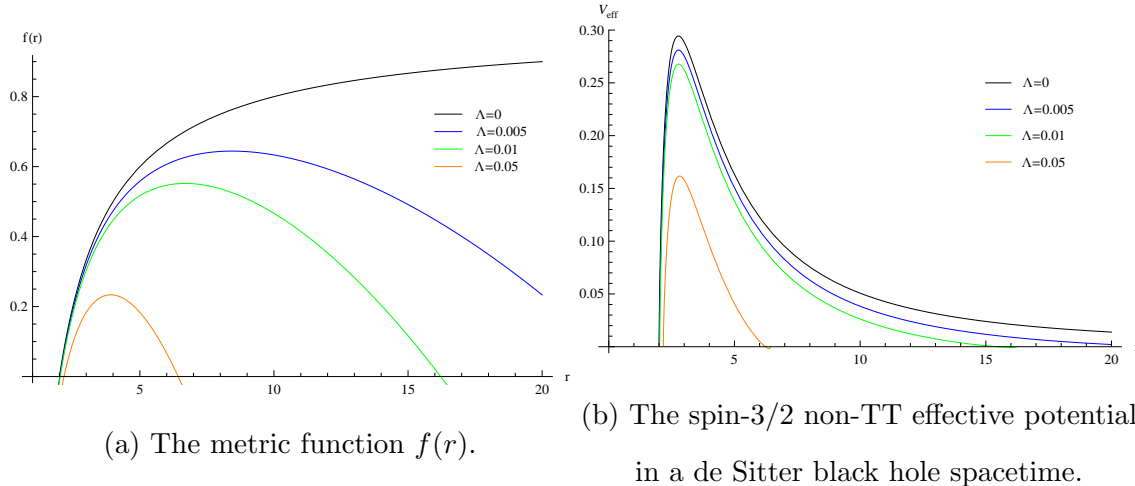 f(r)
0.8
0.6
0.4
0.2
5
10
15
20
r
Λ=0
Λ=0.005
Λ=0.01
Λ=0.05
(a) The metric function f(r).
V_eff
0.30
0.25
0.20
0.15
0.10
0.05
0.00
5
10
15
20
Λ=0
Λ=0.005
Λ=0.01
Λ=0.05
(b) The spin-3/2 non-TT effective potential
in a de Sitter black hole spacetime.